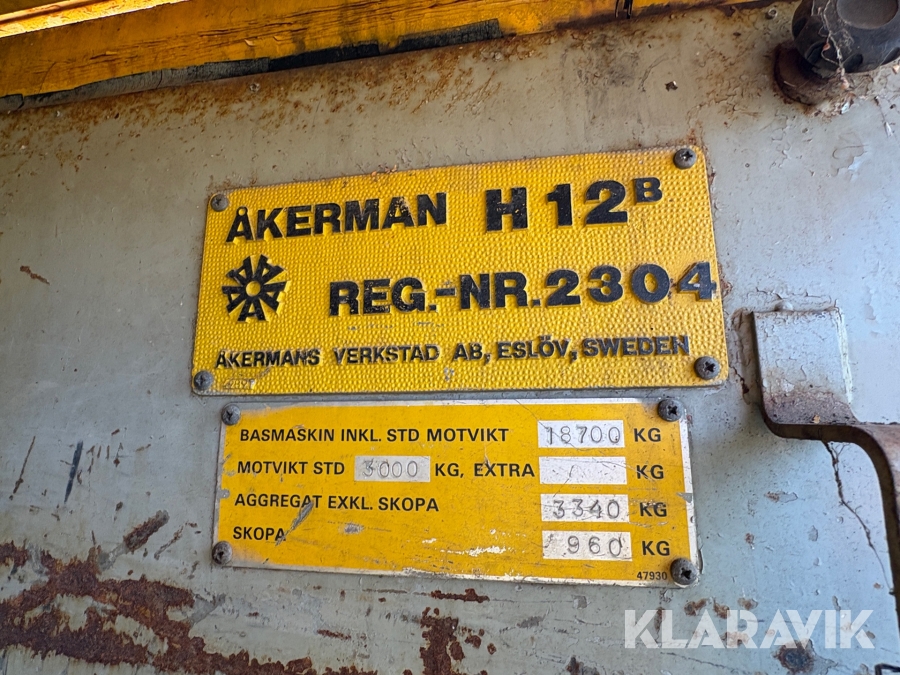 ÅKERMAN H12B
REG.-NR.2304
ÅKERMANS VERKSTAD AB, ESLÖV, SWEDEN
BASMASKIN INKL. STD MOTVIKT 18700 KG
MOTVIKT STD 3000 KG, EXTRA / KG
AGGREGAT EXKL. SKOPA 3340 KG
SKOPA 960 KG
47930
KLARAVIK